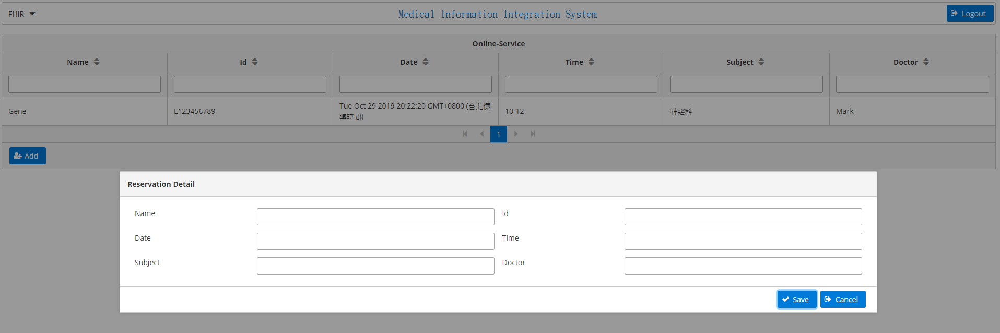 FHIR
Medical Information Integration System
Logout
Online-Service
Name Id Date Time Subject Doctor
Gene L123456789 Tue Oct 29 2019 20:22:20 GMT+0800 (台北標 10-12 神經科 Mark
準時間)
1
Add
Reservation Detail
Name Id
Date Time
Subject Doctor
Save Cancel